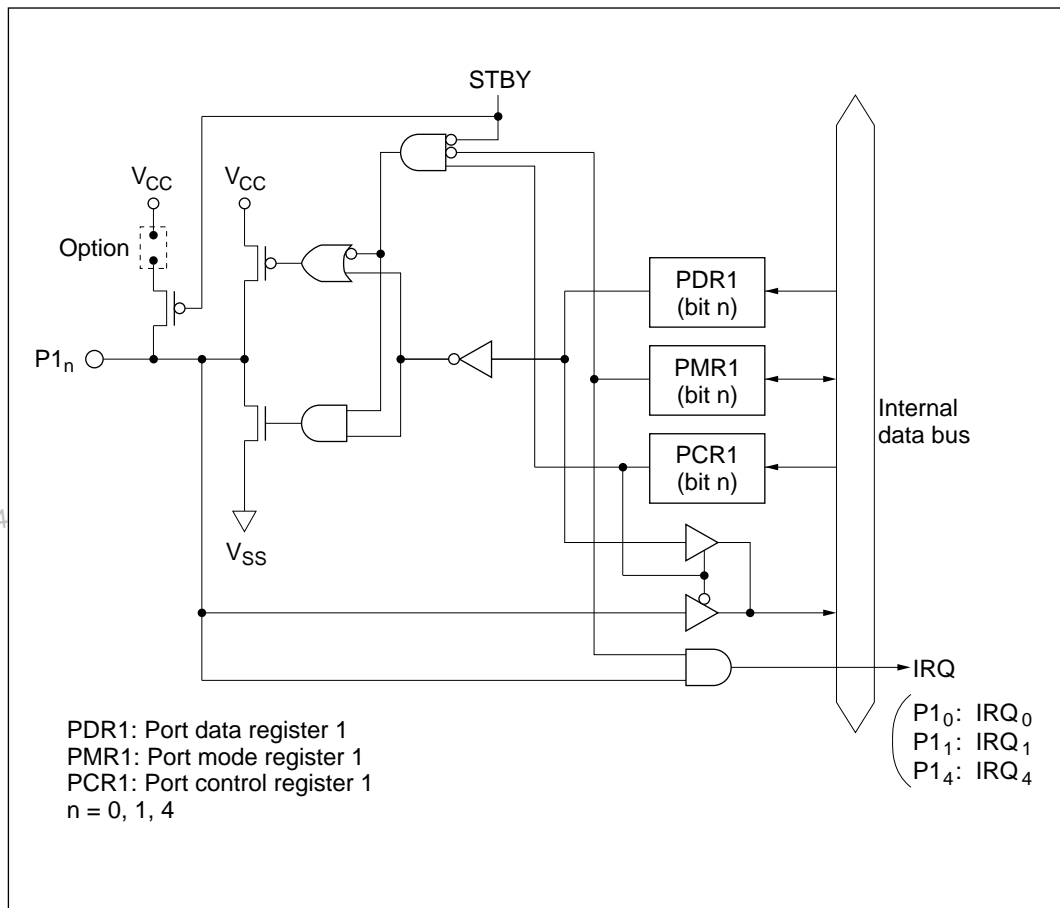 STBY
VCC
VCC
Option
PDR1
(bit n)
P1n
PMR1
(bit n)
Internal
data bus
PCR1
(bit n)
VSS
IRQ
P10: IRQ0
P11: IRQ1
P14: IRQ4
PDR1: Port data register 1
PMR1: Port mode register 1
PCR1: Port control register 1
n = 0, 1, 4